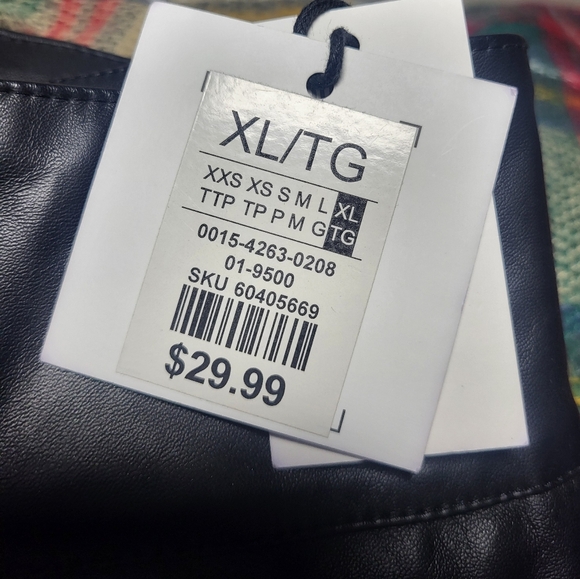 XL/TG
XXS XS S M L XL
TTP TP P M G TG
0015-4263-0208
01-9500
SKU 60405669
$29.99